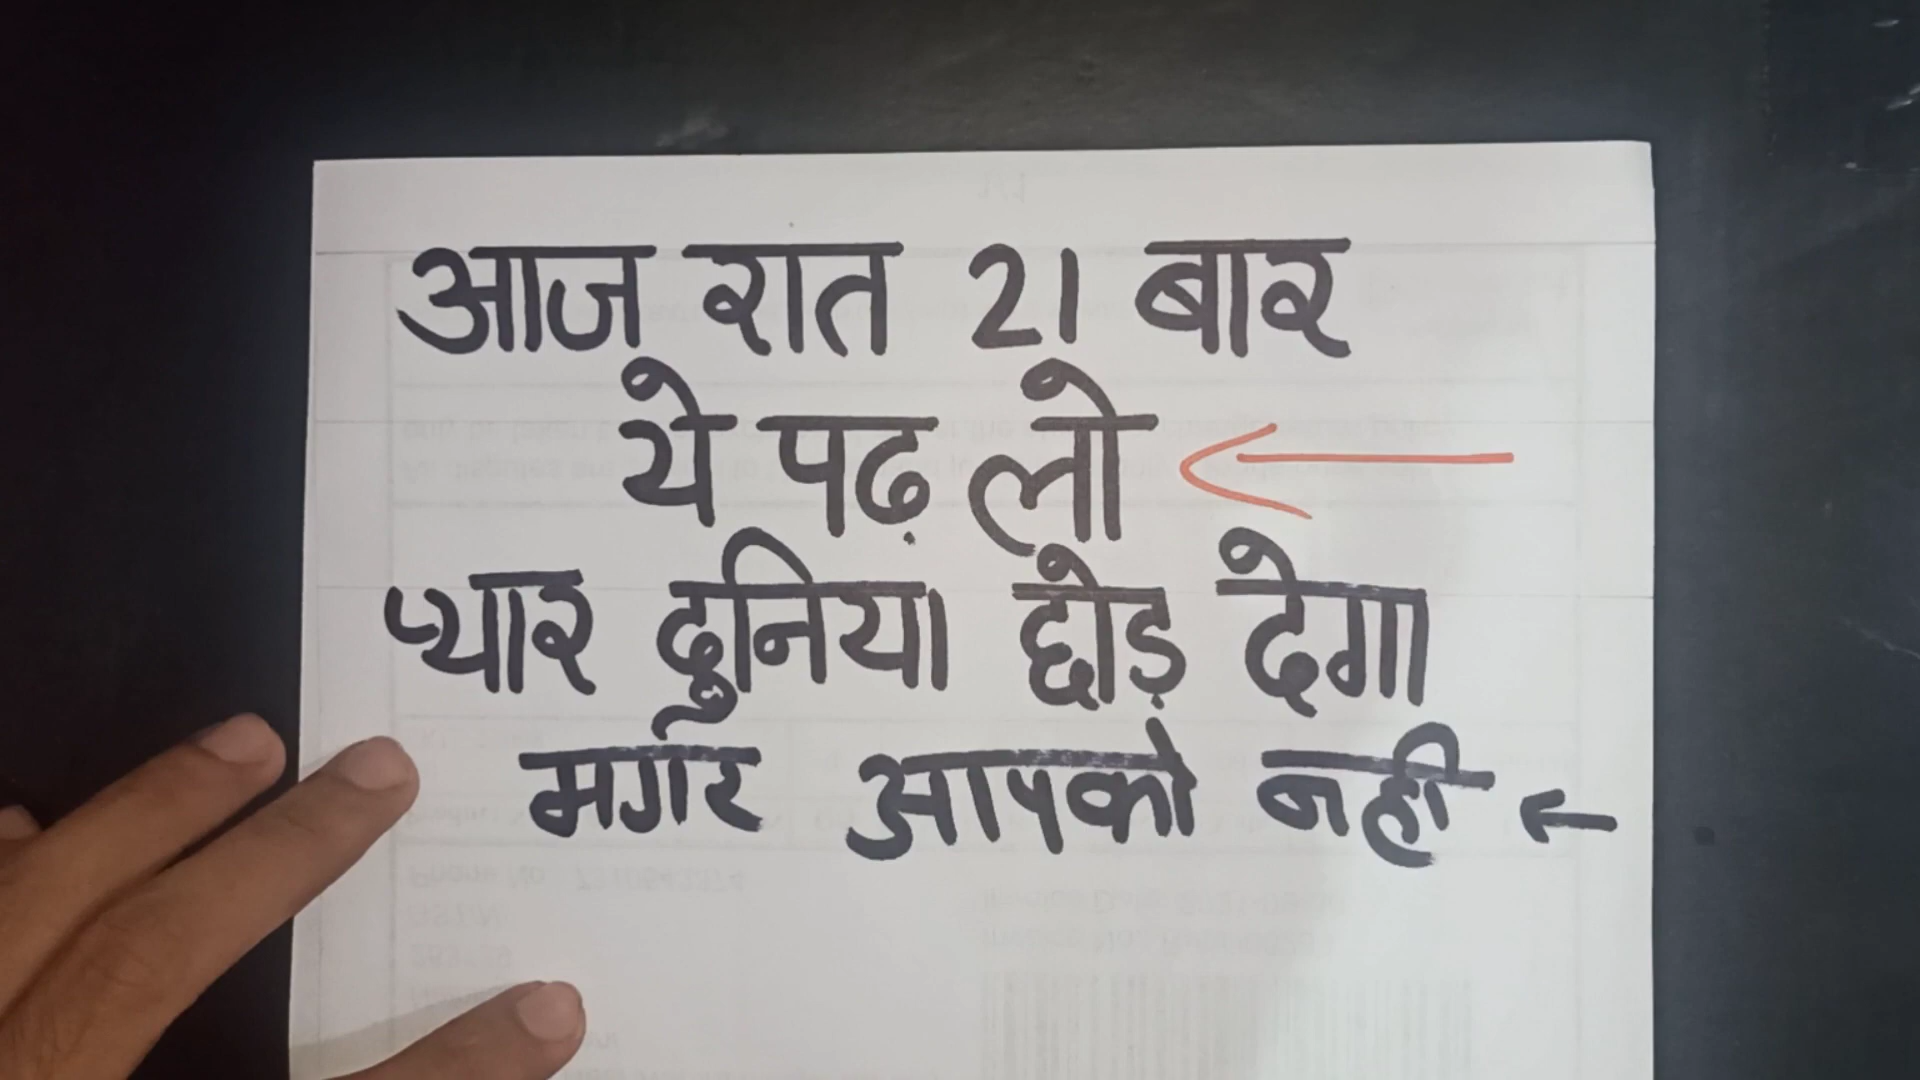 आज रात 21 बार
ये पढ़ लो
प्यार दुनिया छोड़ देगा
मगर आपको नही